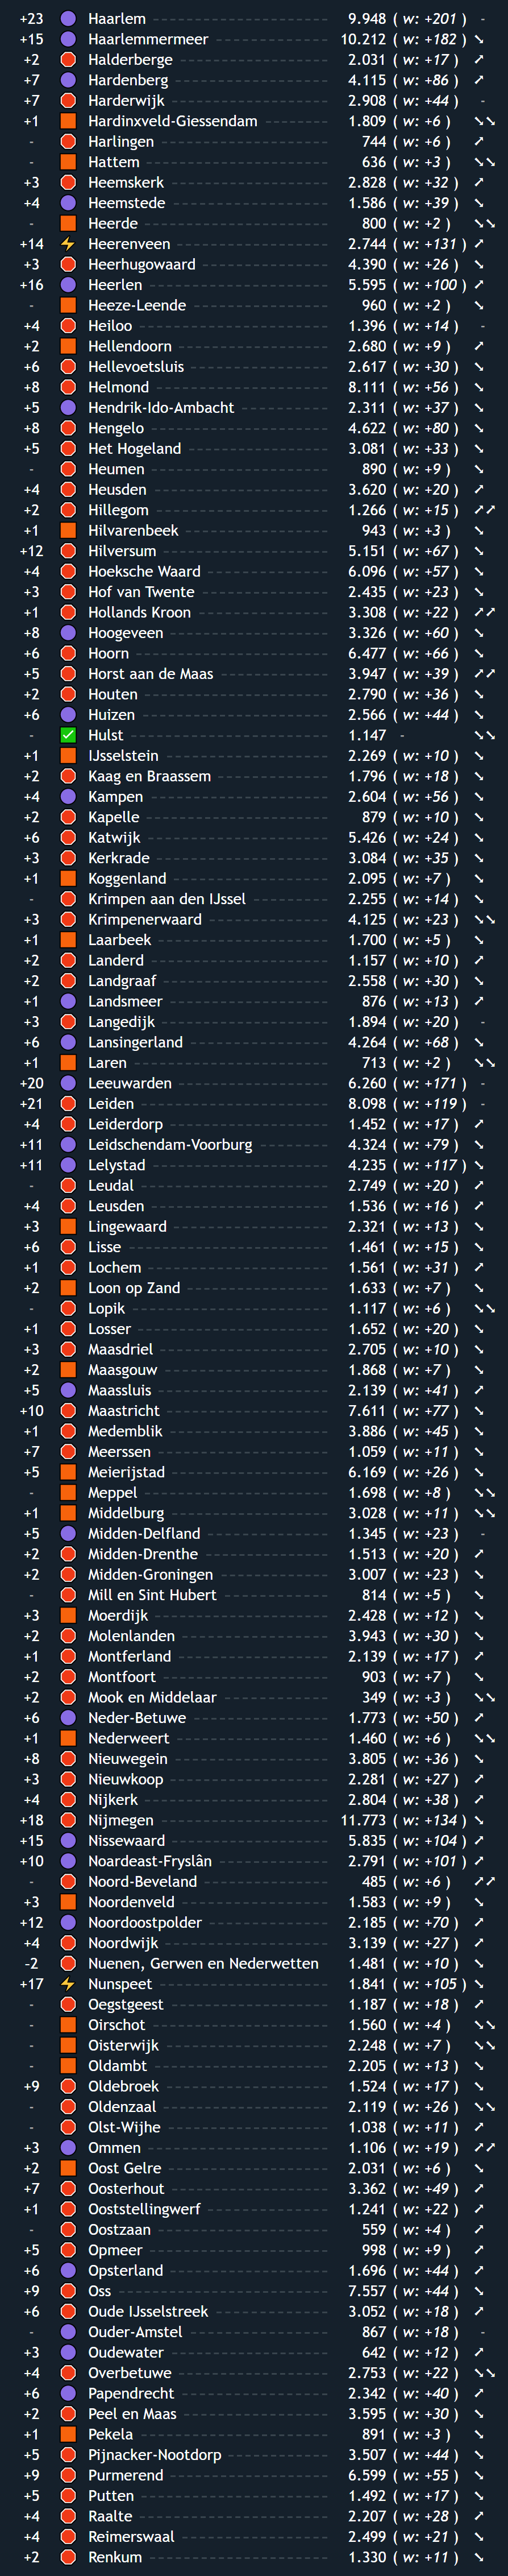 +23 Haarlem 9.948 ( w: +201 ) -
+15 Haarlemmermeer 10.212 ( w: +182 ) ➘
+2 Halderberge 2.031 ( w: +17 ) ➚
+7 Hardenberg 4.115 ( w: +86 ) ➚
+7 Harderwijk 2.908 ( w: +44 ) -
+1 Hardinxveld-Giessendam 1.809 ( w: +6 ) ➘➘
- Harlingen 744 ( w: +6 ) ➚
- Hattem 636 ( w: +3 ) ➘➘
+3 Heemskerk 2.828 ( w: +32 ) ➚
+4 Heemstede 1.586 ( w: +39 ) ➘
- Heerde 800 ( w: +2 ) ➘➘
+14 Heerenveen 2.744 ( w: +131 ) ➚
+3 Heerhugowaard 4.390 ( w: +26 ) ➘
+16 Heerlen 5.595 ( w: +100 ) ➚
- Heeze-Leende 960 ( w: +2 ) ➘
+4 Heiloo 1.396 ( w: +14 ) -
+2 Hellendoorn 2.680 ( w: +9 ) ➚
+6 Hellevoetsluis 2.617 ( w: +30 ) ➘
+8 Helmond 8.111 ( w: +56 ) ➘
+5 Hendrik-Ido-Ambacht 2.311 ( w: +37 ) ➘
+8 Hengelo 4.622 ( w: +80 ) ➘
+5 Het Hogeland 3.081 ( w: +33 ) ➘
- Heumen 890 ( w: +9 ) ➘
+4 Heusden 3.620 ( w: +20 ) ➚
+2 Hillegom 1.266 ( w: +15 ) ➚➚
+1 Hilvarenbeek 943 ( w: +3 ) ➘
+12 Hilversum 5.151 ( w: +67 ) ➘
+4 Hoeksche Waard 6.096 ( w: +57 ) ➘
+3 Hof van Twente 2.435 ( w: +23 ) ➘
+1 Hollands Kroon 3.308 ( w: +22 ) ➚➚
+8 Hoogeveen 3.326 ( w: +60 ) ➘
+6 Hoorn 6.477 ( w: +66 ) ➘
+5 Horst aan de Maas 3.947 ( w: +39 ) ➚➚
+2 Houten 2.790 ( w: +36 ) ➘
+6 Huizen 2.566 ( w: +44 ) ➘
- Hulst 1.147 - ➘➘
+1 IJsselstein 2.269 ( w: +10 ) ➘
+2 Kaag en Braassem 1.796 ( w: +18 ) ➘
+4 Kampen 2.604 ( w: +56 ) ➘
+2 Kapelle 879 ( w: +10 ) ➘
+6 Katwijk 5.426 ( w: +24 ) ➘
+3 Kerkrade 3.084 ( w: +35 ) ➘
+1 Koggenland 2.095 ( w: +7 ) ➘
- Krimpen aan den IJssel 2.255 ( w: +14 ) ➘
+3 Krimpenerwaard 4.125 ( w: +23 ) ➘➘
+1 Laarbeek 1.700 ( w: +5 ) ➘
+2 Landerd 1.157 ( w: +10 ) ➚
+2 Landgraaf 2.558 ( w: +30 ) ➘
+1 Landsmeer 876 ( w: +13 ) ➚
+3 Langedijk 1.894 ( w: +20 ) -
+6 Lansingerland 4.264 ( w: +68 ) ➘
+1 Laren 713 ( w: +2 ) ➘➘
+20 Leeuwarden 6.260 ( w: +171 ) -
+21 Leiden 8.098 ( w: +119 ) -
+4 Leiderdorp 1.452 ( w: +17 ) ➚
+11 Leidschendam-Voorburg 4.324 ( w: +79 ) ➘
+11 Lelystad 4.235 ( w: +117 ) ➘
- Leudal 2.749 ( w: +20 ) ➚
+4 Leusden 1.536 ( w: +16 ) ➚
+3 Lingewaard 2.321 ( w: +13 ) ➘
+6 Lisse 1.461 ( w: +15 ) ➘
+1 Lochem 1.561 ( w: +31 ) ➚
+2 Loon op Zand 1.633 ( w: +7 ) ➘
- Lopik 1.117 ( w: +6 ) ➘➘
+1 Losser 1.652 ( w: +20 ) ➘
+3 Maasdriel 2.705 ( w: +10 ) ➘
+2 Maasgouw 1.868 ( w: +7 ) ➘
+5 Maassluis 2.139 ( w: +41 ) ➚
+10 Maastricht 7.611 ( w: +77 ) ➘
+1 Medemblik 3.886 ( w: +45 ) ➘
+7 Meerssen 1.059 ( w: +11 ) ➘
+5 Meierijstad 6.169 ( w: +26 ) ➘
- Meppel 1.698 ( w: +8 ) ➘➘
+1 Middelburg 3.028 ( w: +11 ) ➘➘
+5 Midden-Delfland 1.345 ( w: +23 ) -
+2 Midden-Drenthe 1.513 ( w: +20 ) ➚
+2 Midden-Groningen 3.007 ( w: +23 ) ➘
- Mill en Sint Hubert 814 ( w: +5 ) ➘
+3 Moerdijk 2.428 ( w: +12 ) ➘
+2 Molenlanden 3.943 ( w: +30 ) ➘
+1 Montferland 2.139 ( w: +17 ) ➚
+2 Montfoort 903 ( w: +7 ) ➘
+2 Mook en Middelaar 349 ( w: +3 ) ➘➘
+6 Neder-Betuwe 1.773 ( w: +50 ) ➚
+1 Nederweert 1.460 ( w: +6 ) ➘➘
+8 Nieuwegein 3.805 ( w: +36 ) ➘
+3 Nieuwkoop 2.281 ( w: +27 ) ➚
+4 Nijkerk 2.804 ( w: +38 ) ➚
+18 Nijmegen 11.773 ( w: +134 ) ➘
+15 Nissewaard 5.835 ( w: +104 ) ➚
+10 Noardeast-Fryslân 2.791 ( w: +101 ) ➚
- Noord-Beveland 485 ( w: +6 ) ➚➚
+3 Noordenveld 1.583 ( w: +9 ) ➘
+12 Noordoostpolder 2.185 ( w: +70 ) ➚
+4 Noordwijk 3.139 ( w: +27 ) ➚
-2 Nuenen, Gerwen en Nederwetten 1.481 ( w: +10 ) ➘
+17 Nunspeet 1.841 ( w: +105 ) ➘
- Oegstgeest 1.187 ( w: +18 ) ➚
- Oirschot 1.560 ( w: +4 ) ➘➘
- Oisterwijk 2.248 ( w: +7 ) ➘➘
- Oldambt 2.205 ( w: +13 ) ➘
+9 Oldebroek 1.524 ( w: +17 ) ➘
- Oldenzaal 2.119 ( w: +26 ) ➘➘
- Olst-Wijhe 1.038 ( w: +11 ) ➚
+3 Ommen 1.106 ( w: +19 ) ➚➚
+2 Oost Gelre 2.031 ( w: +6 ) ➘
+7 Oosterhout 3.362 ( w: +49 ) ➚
+1 Ooststellingwerf 1.241 ( w: +22 ) ➚
- Oostzaan 559 ( w: +4 ) ➚
+5 Opmeer 998 ( w: +9 ) ➚
+6 Opsterland 1.696 ( w: +44 ) ➚
+9 Oss 7.557 ( w: +44 ) ➘
+6 Oude IJsselstreek 3.052 ( w: +18 ) ➚
- Ouder-Amstel 867 ( w: +18 ) -
+3 Oudewater 642 ( w: +12 ) ➚
+4 Overbetuwe 2.753 ( w: +22 ) ➘➘
+6 Papendrecht 2.342 ( w: +40 ) ➚
+2 Peel en Maas 3.595 ( w: +30 ) ➘
+1 Pekela 891 ( w: +3 ) ➘
+5 Pijnacker-Nootdorp 3.507 ( w: +44 ) ➘
+9 Purmerend 6.599 ( w: +55 ) ➘
+5 Putten 1.492 ( w: +17 ) ➘
+4 Raalte 2.207 ( w: +28 ) ➚
+4 Reimerswaal 2.499 ( w: +21 ) ➘
+2 Renkum 1.330 ( w: +11 ) ➘